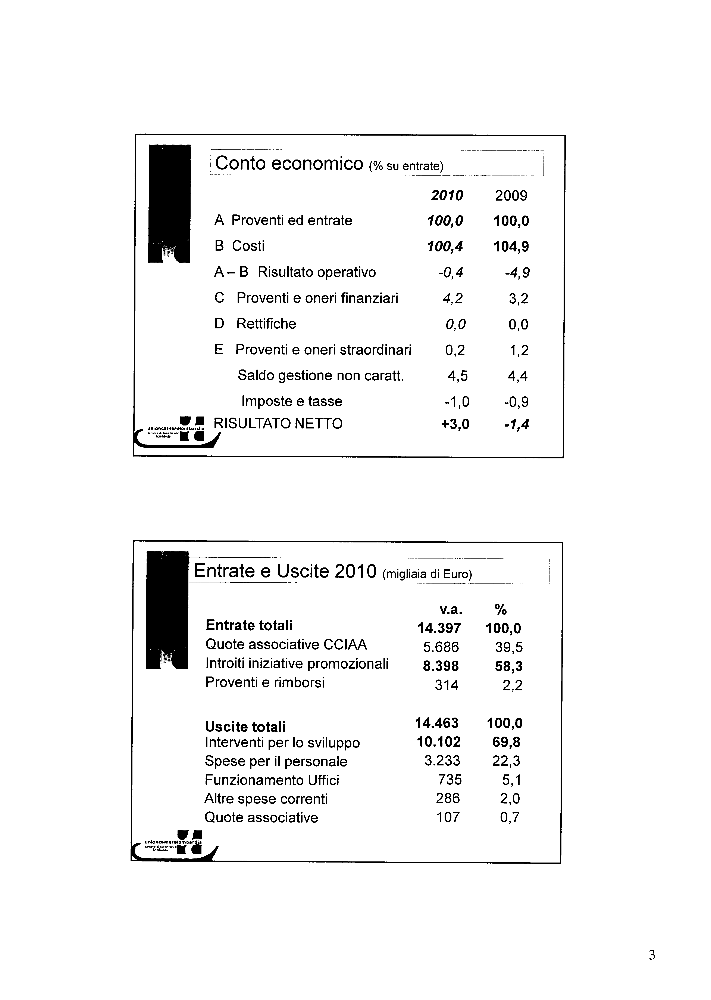 Conto economico (% su entrate)
2010 2009
A Proventi ed entrate 100,0 100,0
B Costi 100,4 104,9
A – B Risultato operativo -0,4 -4,9
C Proventi e oneri finanziari 4,2 3,2
D Rettifiche 0,0 0,0
E Proventi e oneri straordinari 0,2 1,2
Saldo gestione non caratt. 4,5 4,4
Imposte e tasse -1,0 -0,9
RISULTATO NETTO +3,0 -1,4
unioncamerelombardia
camere di commercio
lombarde
Entrate e Uscite 2010 (migliaia di Euro)
v.a. %
Entrate totali 14.397 100,0
Quote associative CCIAA 5.686 39,5
Introiti iniziative promozionali 8.398 58,3
Proventi e rimborsi 314 2,2
Uscite totali 14.463 100,0
Interventi per lo sviluppo 10.102 69,8
Spese per il personale 3.233 22,3
Funzionamento Uffici 735 5,1
Altre spese correnti 286 2,0
Quote associative 107 0,7
unioncamerelombardia
camere di commercio
lombarde
3